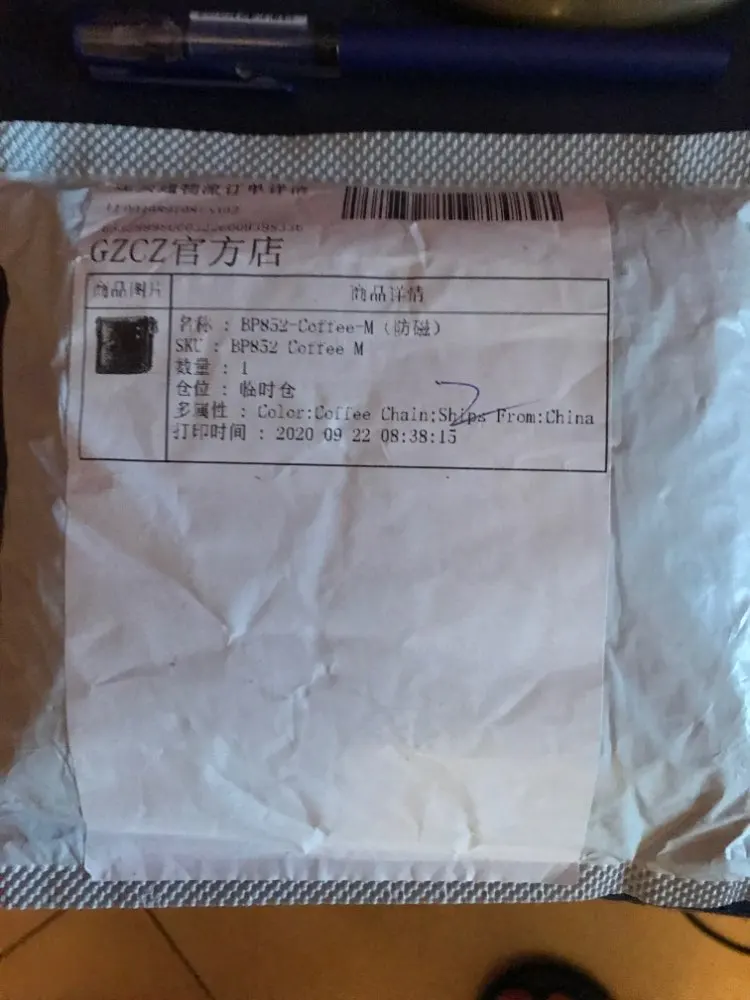 GZCZ官方店
商品图片 商品详情
名称 : BP852-Coffee-M（防磁）
SKU : BP852 Coffee M
数量 : 1
仓位 : 临时仓
多属性 : Color:Coffee Chain;Ships From:China
打印时间 : 2020 09 22 08:38:15